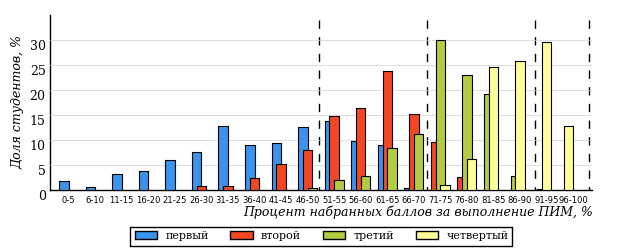 Доля студентов, %
30
25
20
15
10
5
0
0-5 6-10 11-15 16-20 21-25 26-30 31-35 36-40 41-45 46-50 51-55 56-60 61-65 66-70 71-75 76-80 81-85 86-90 91-95 96-100
Процент набранных баллов за выполнение ПИМ, %
первый второй третий четвертый